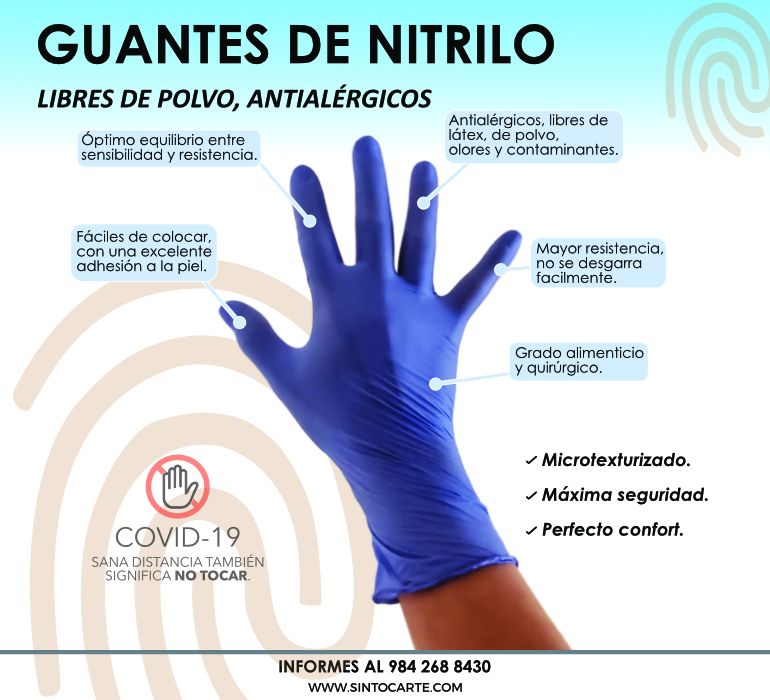 GUANTES DE NITRILO
LIBRES DE POLVO, ANTIALÉRGICOS
Óptimo equilibrio entre
sensibilidad y resistencia.
Antialérgicos, libres de
látex, de polvo,
olores y contaminantes.
Fáciles de colocar,
con una excelente
adhesión a la piel.
Mayor resistencia,
no se desgarra
facilmente.
Grado alimenticio
y quirúrgico.
✓ Microtexturizado.
✓ Máxima seguridad.
✓ Perfecto confort.
COVID-19
SANA DISTANCIA TAMBIÉN
SIGNIFICA NO TOCAR.
INFORMES AL 984 268 8430
WWW.SINTOCARTE.COM